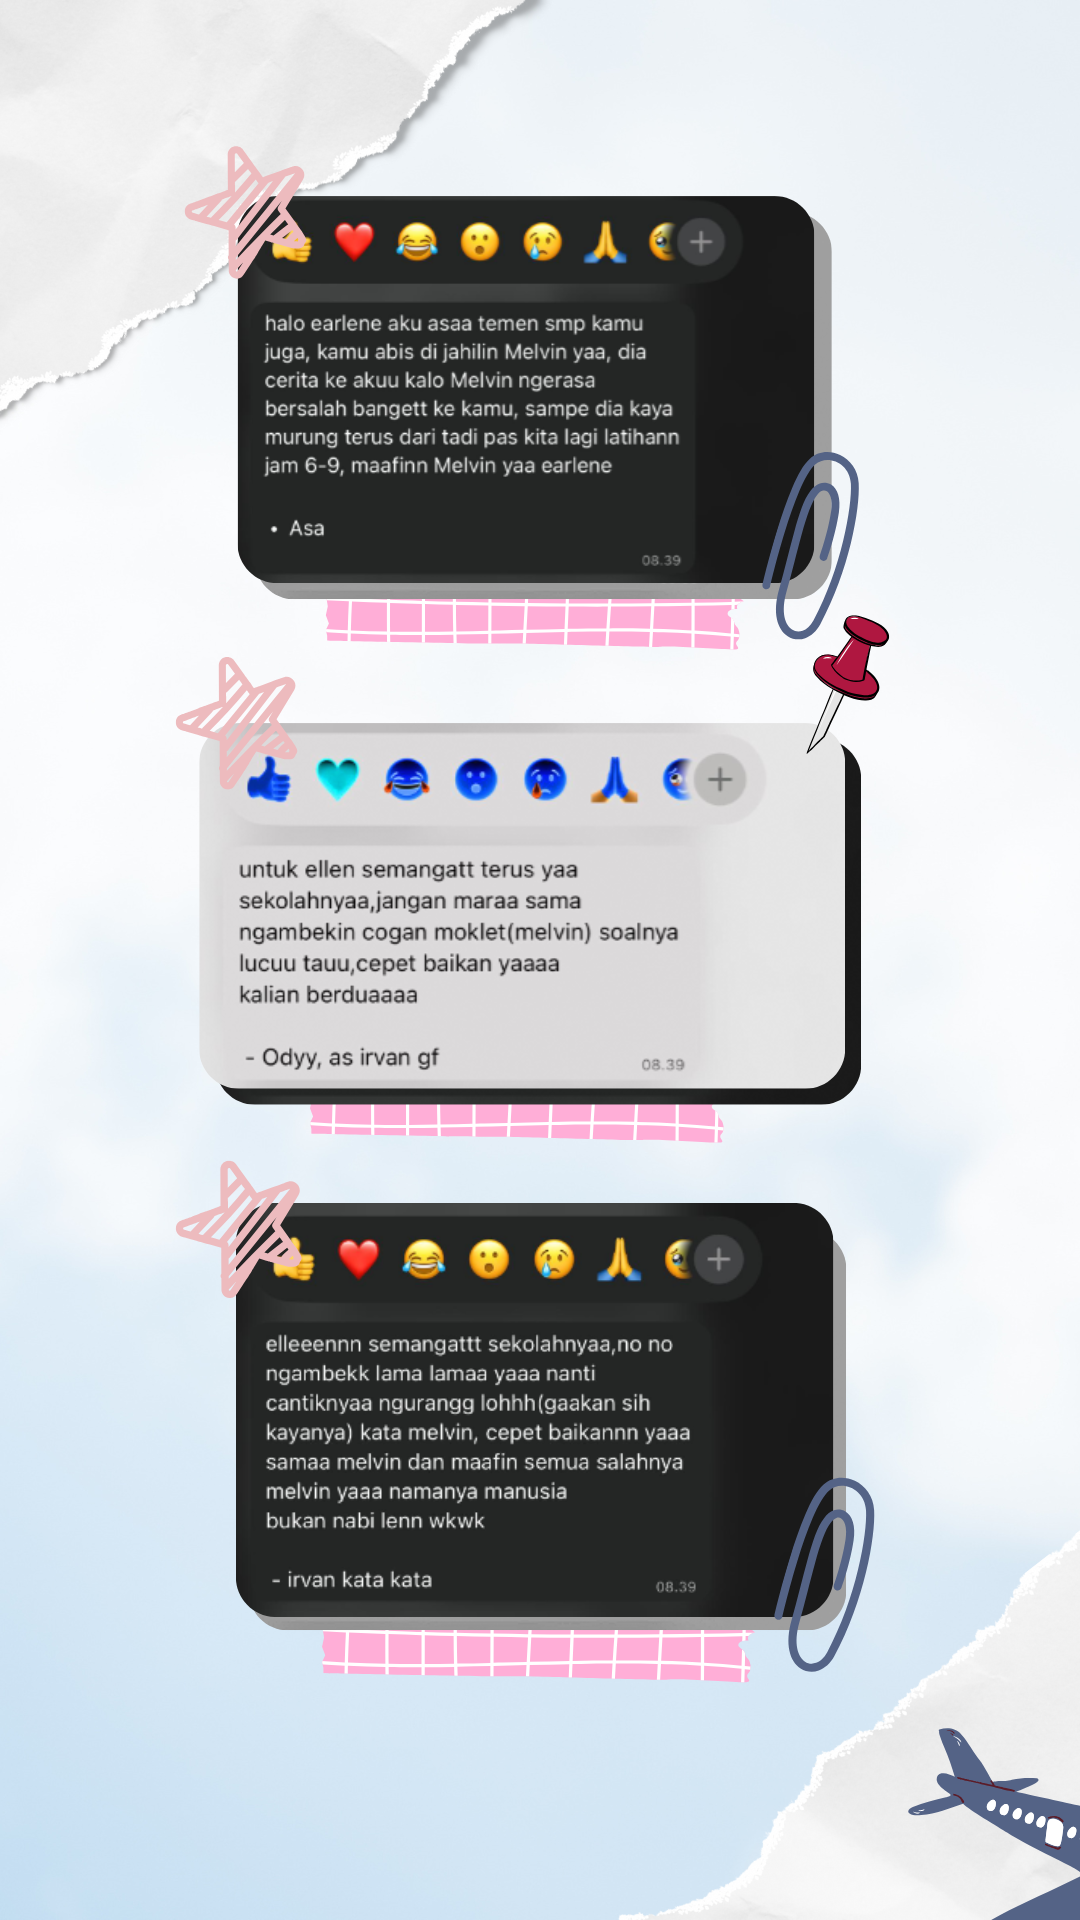 halo earlene aku asaa temen smp kamu
juga, kamu abis di jahilin Melvin yaa, dia
cerita ke akuu kalo Melvin ngerasa
bersalah bangett ke kamu, sampe dia kaya
murung terus dari tadi pas kita lagi latihann
jam 6-9, maafinn Melvin yaa earlene
• Asa
08.39
untuk ellen semangatt terus yaa
sekolahnyaa,jangan maraa sama
ngambekin cogan moklet(melvin) soalnya
lucuu tauu,cepet baikan yaaaa
kalian berduaaaa
- Odyy, as irvan gf
08.39
elleeennn semangattt sekolahnyaa,no no
ngambekk lama lamaa yaaa nanti
cantiknyaa ngurangg lohhh(gaakan sih
kayanya) kata melvin, cepet baikannn yaaa
samaa melvin dan maafin semua salahnya
melvin yaaa namanya manusia
bukan nabi lenn wkwk
- irvan kata kata
08.39